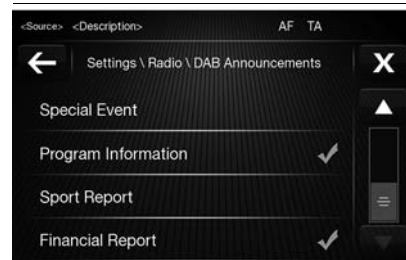 <Source> <Description> AF TA
Settings \ Radio \ DAB Announcements X
Special Event
Program Information
Sport Report
Financial Report